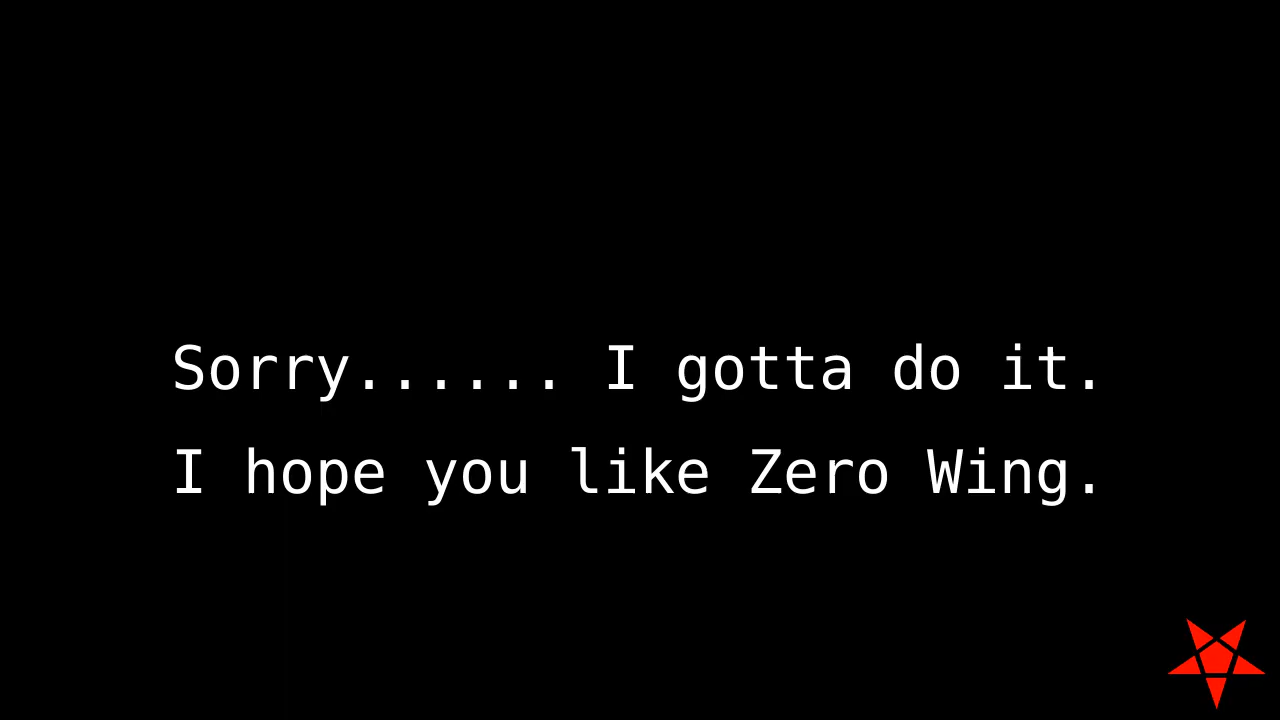 Sorry...... I gotta do it.
I hope you like Zero Wing.